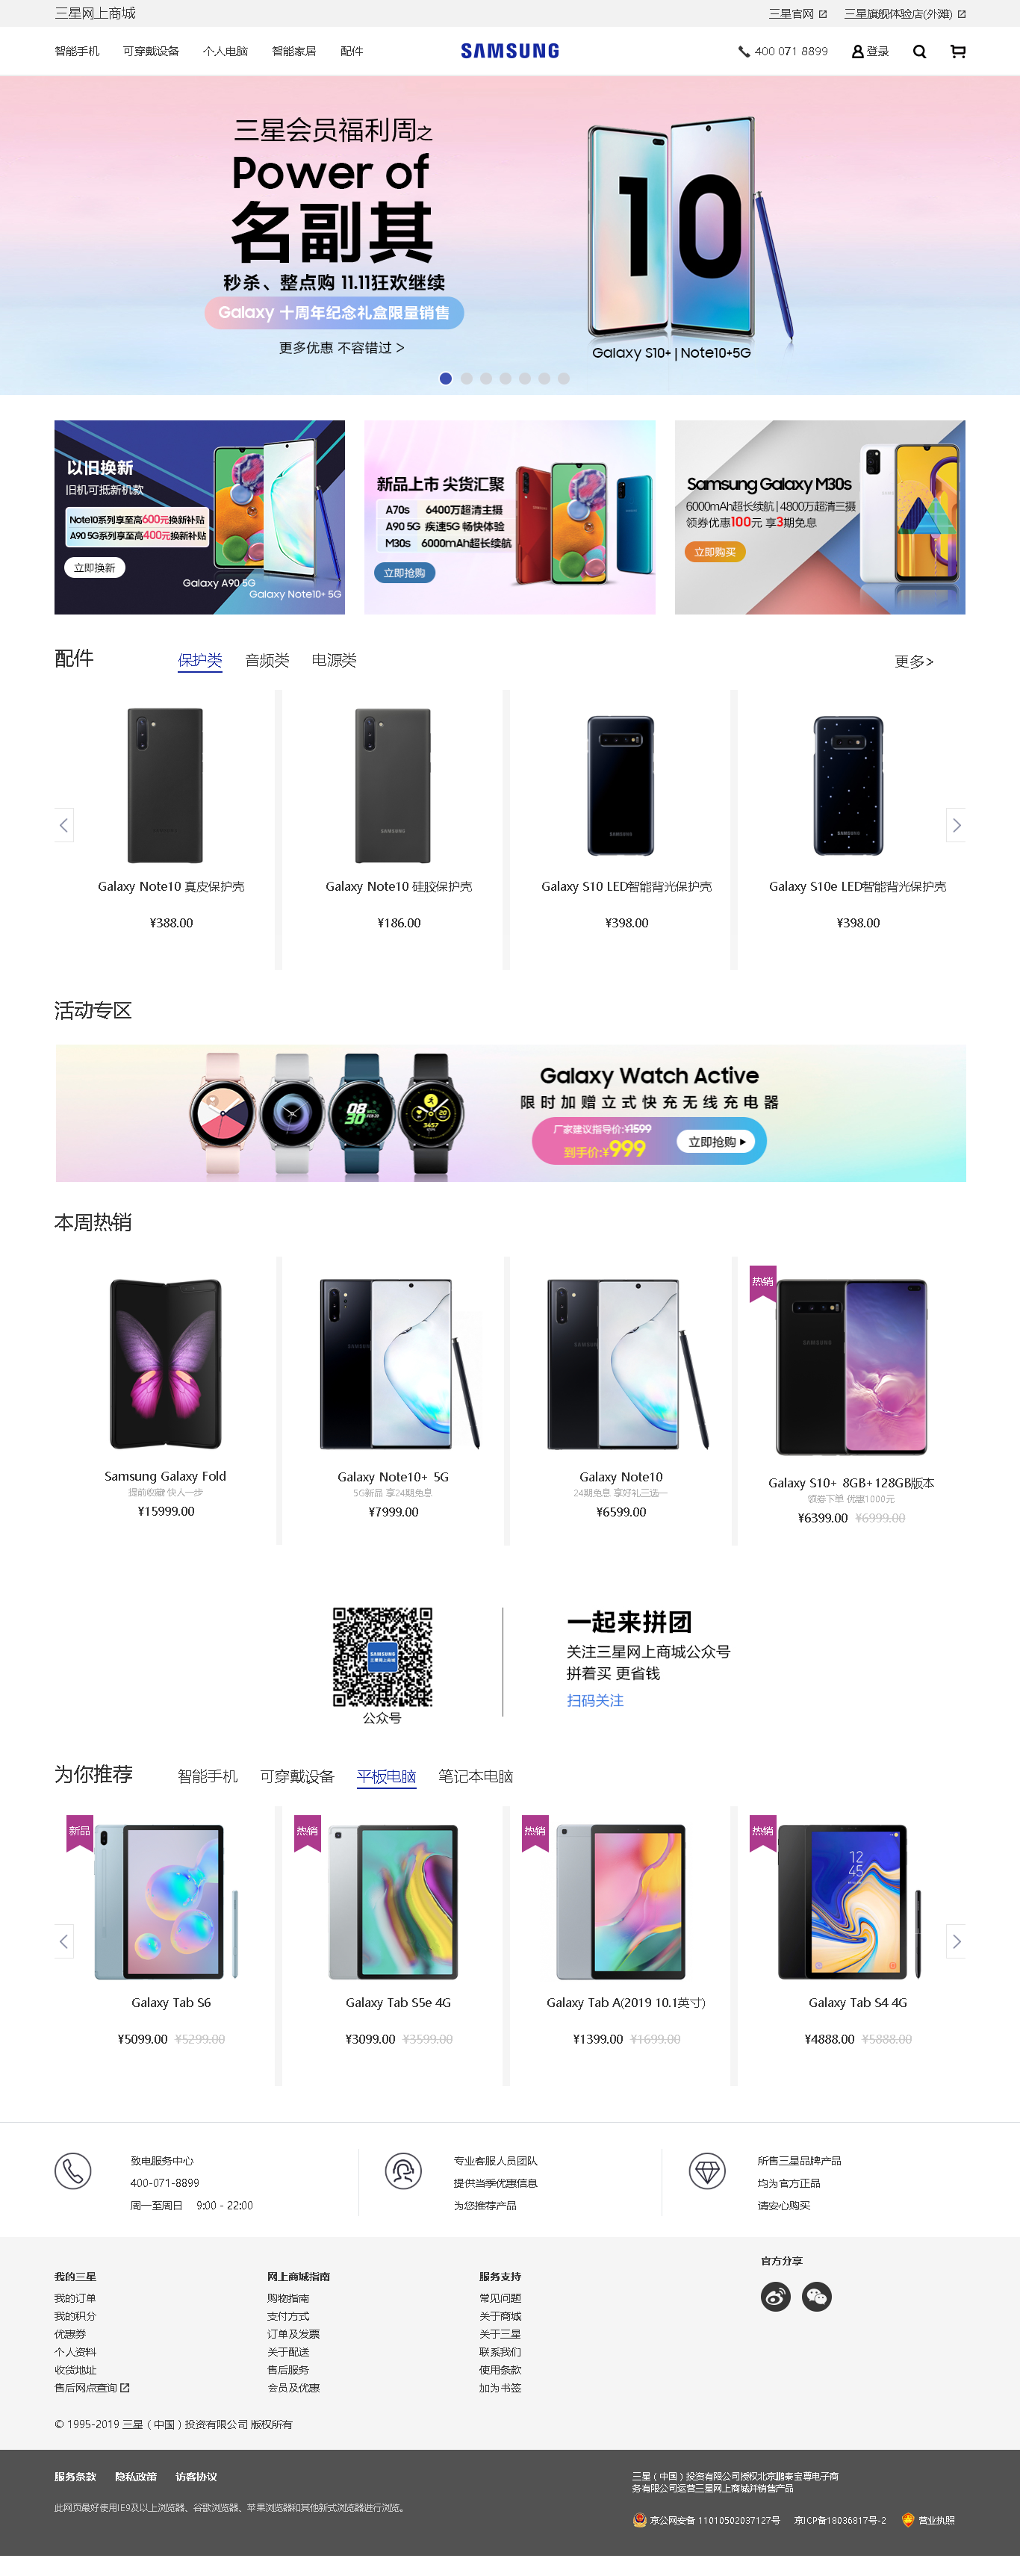 三星网上商城
三星官网
三星旗舰体验店(外滩)
智能手机 可穿戴设备 个人电脑 智能家居 配件
SAMSUNG
400 071 8899
登录
三星会员福利周之
Power of
名副其
秒杀、整点购 11.11狂欢继续
Galaxy 十周年纪念礼盒限量销售
更多优惠 不容错过 >
10
Galaxy S10+ | Note10+5G
以旧换新
旧机可抵新机款
Note10系列享至高600元换新补贴
A90 5G系列享至高400元换新补贴
立即换新
Galaxy A90 5G
Galaxy Note10+ 5G
新品上市 尖货汇聚
A70s 6400万超清主摄
A90 5G 疾速5G 畅快体验
M30s 6000mAh超长续航
立即抢购
Samsung Galaxy M30s
6000mAh超长续航 | 4800万超清三摄
领券优惠100元 享3期免息
立即购买
配件
保护类 音频类 电源类
更多>
SAMSUNG
SAMSUNG
SAMSUNG
Galaxy Note10 真皮保护壳
¥388.00
Galaxy Note10 硅胶保护壳
¥186.00
Galaxy S10 LED智能背光保护壳
¥398.00
Galaxy S10e LED智能背光保护壳
¥398.00
活动专区
08
30
3457
Galaxy Watch Active
限时加赠立式快充无线充电器
厂家建议指导价:¥1599
到手价:¥999
立即抢购
本周热销
热销
SAMSUNG
SAMSUNG
SAMSUNG
Samsung Galaxy Fold
提前收藏 快人一步
¥15999.00
Galaxy Note10+ 5G
5G新品 享24期免息
¥7999.00
Galaxy Note10
24期免息 享好礼三选一
¥6599.00
Galaxy S10+ 8GB+128GB版本
领券下单 优惠1000元
¥6399.00 ¥6999.00
SAMSUNG
三星网上商城
公众号
一起来拼团
关注三星网上商城公众号
拼着买 更省钱
扫码关注
为你推荐
智能手机 可穿戴设备 平板电脑 笔记本电脑
新品
热销
热销
热销
12
45
Galaxy Tab S6
¥5099.00 ¥5299.00
Galaxy Tab S5e 4G
¥3099.00 ¥3599.00
Galaxy Tab A(2019 10.1英寸)
¥1399.00 ¥1699.00
Galaxy Tab S4 4G
¥4888.00 ¥5888.00
致电服务中心
400-071-8899
周一至周日 9:00 - 22:00
专业客服人员团队
提供当季优惠信息
为您推荐产品
所售三星品牌产品
均为官方正品
请安心购买
我的三星
我的订单
我的积分
优惠券
个人资料
收货地址
售后网点查询
网上商城指南
购物指南
支付方式
订单及发票
关于配送
售后服务
会员及优惠
服务支持
常见问题
关于商城
关于三星
联系我们
使用条款
加为书签
官方分享
© 1995-2019 三星（中国）投资有限公司 版权所有
服务条款 隐私政策 访客协议
此网页最好使用IE9及以上浏览器、谷歌浏览器、苹果浏览器和其他新式浏览器进行浏览。
三星（中国）投资有限公司授权北京鹏泰宝尊电子商
务有限公司运营三星网上商城并销售产品
京公网安备 11010502037127号
京ICP备18036817号-2
营业执照